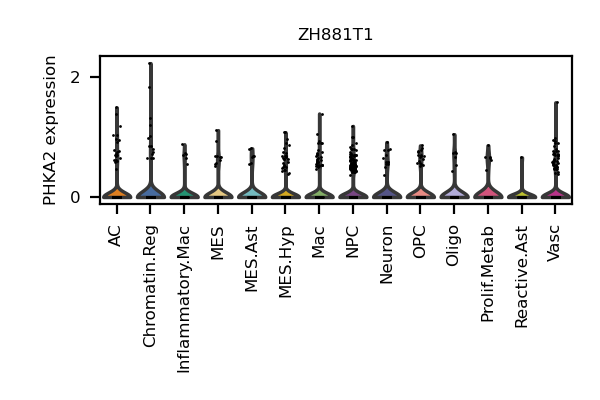 ZH881T1
PHKA2 expression
2
0
AC
Chromatin.Reg
Inflammatory.Mac
MES
MES.Ast
MES.Hyp
Mac
NPC
Neuron
OPC
Oligo
Prolif.Metab
Reactive.Ast
Vasc